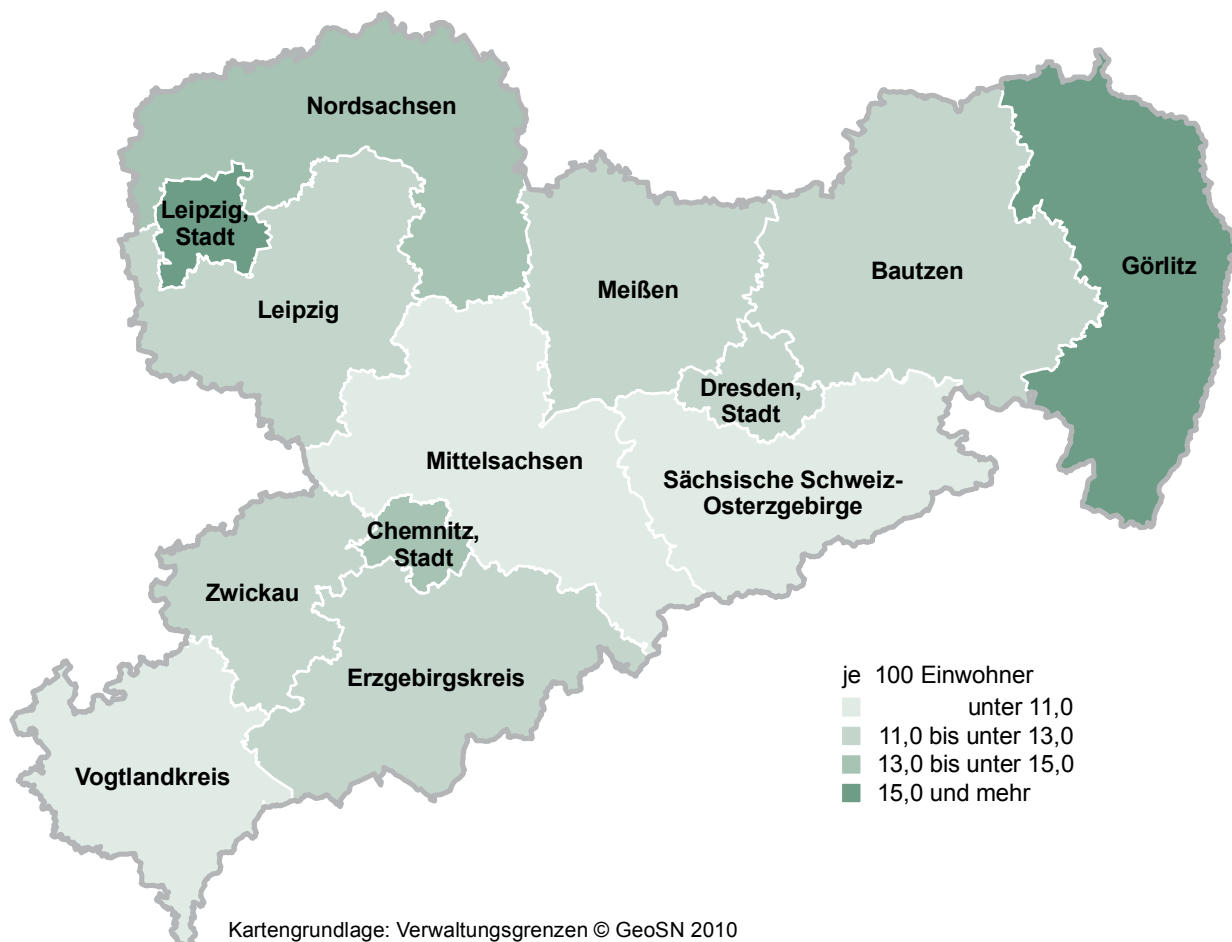 Nordsachsen
Leipzig,
Stadt
Leipzig
Meißen
Bautzen
Görlitz
Dresden,
Stadt
Mittelsachsen
Sächsische Schweiz-
Osterzgebirge
Chemnitz,
Stadt
Zwickau
Erzgebirgskreis
Vogtlandkreis
je 100 Einwohner
unter 11,0
11,0 bis unter 13,0
13,0 bis unter 15,0
15,0 und mehr
Kartengrundlage: Verwaltungsgrenzen © GeoSN 2010